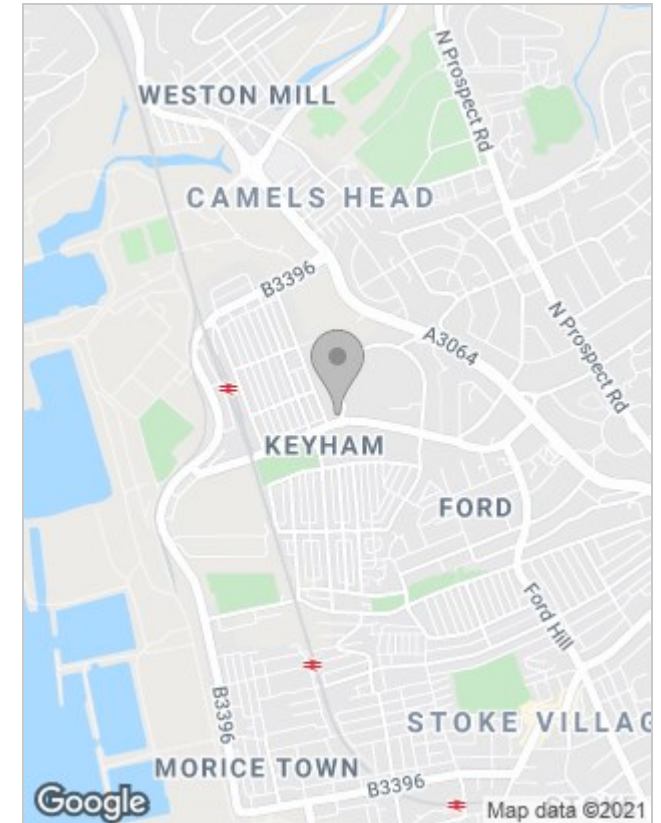 N Prospect Rd
WESTON MILL
CAMELS HEAD
B3396
A3064
N Prospect Rd
KEYHAM
FORD
Ford Hill
B3396
STOKE VILLAG
MORICE TOWN
B3396
STOKE
Google
Map data ©2021